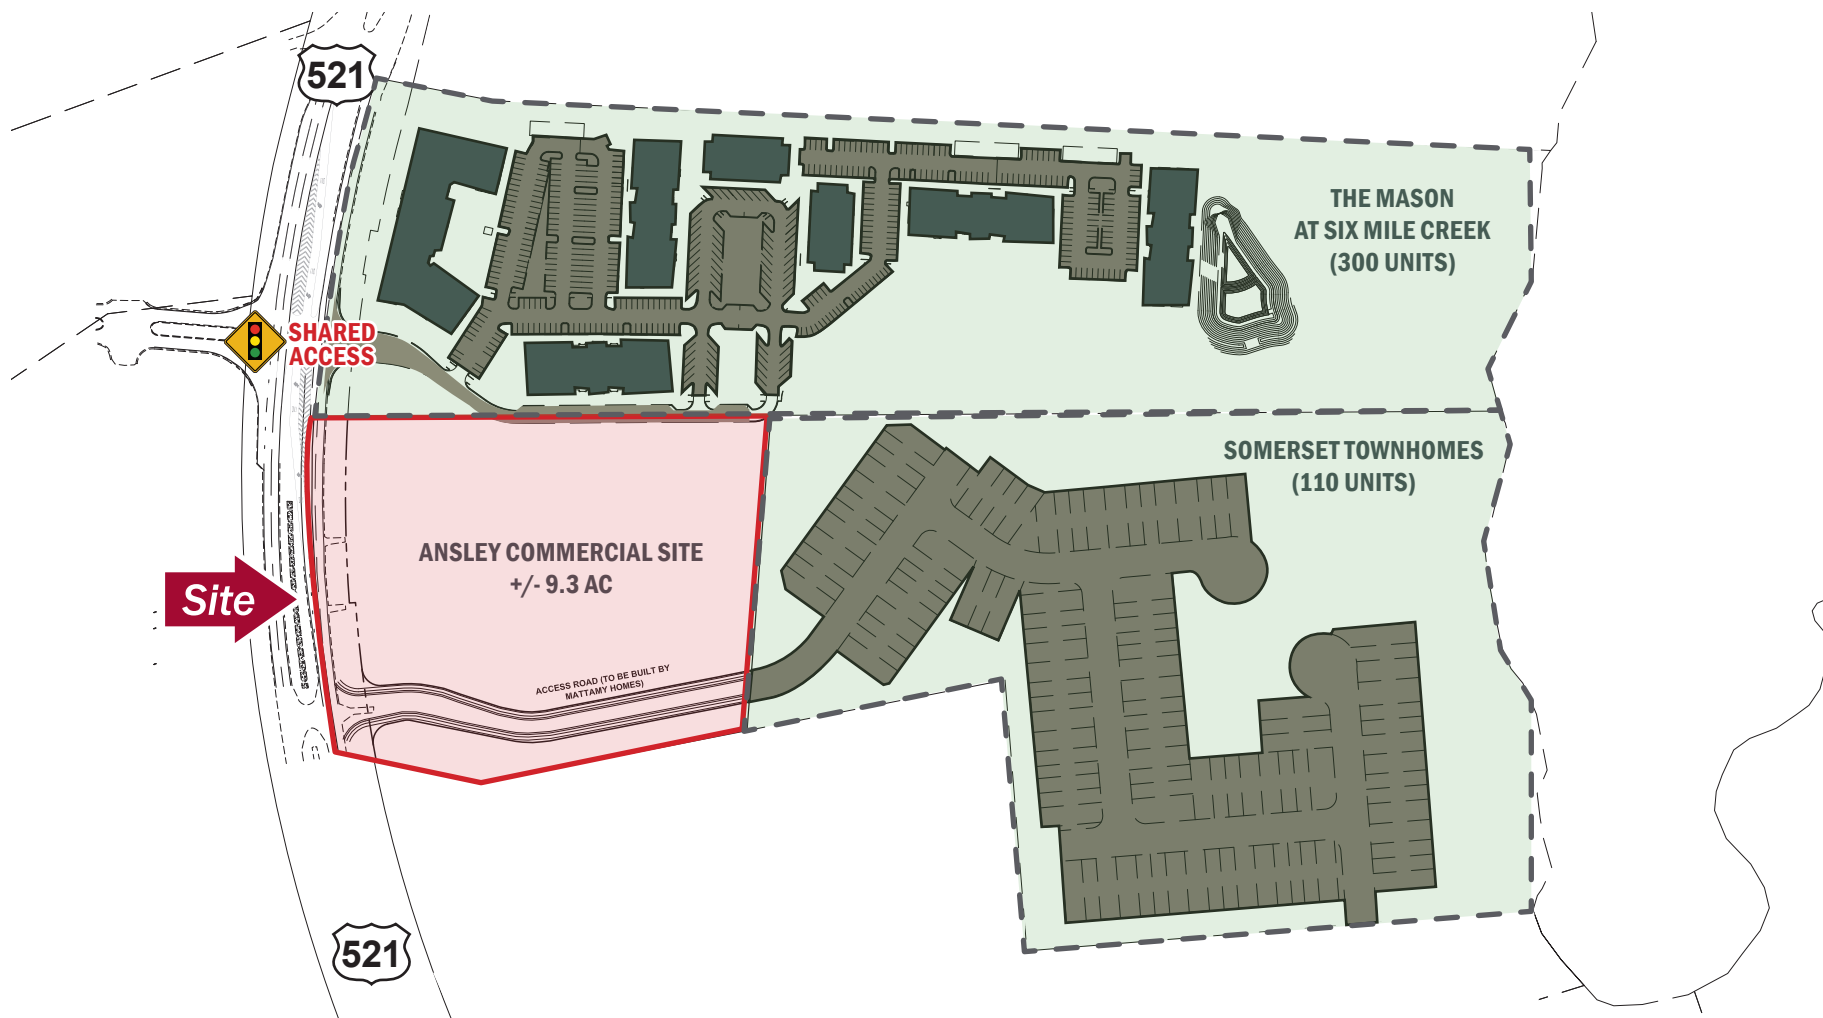 521
THE MASON
AT SIX MILE CREEK
(300 UNITS)
SHARED
ACCESS
SOMERSET TOWNHOMES
(110 UNITS)
ANSLEY COMMERCIAL SITE
+/- 9.3 AC
Site
ACCESS ROAD (TO BE BUILT BY
MATTAMY HOMES)
521